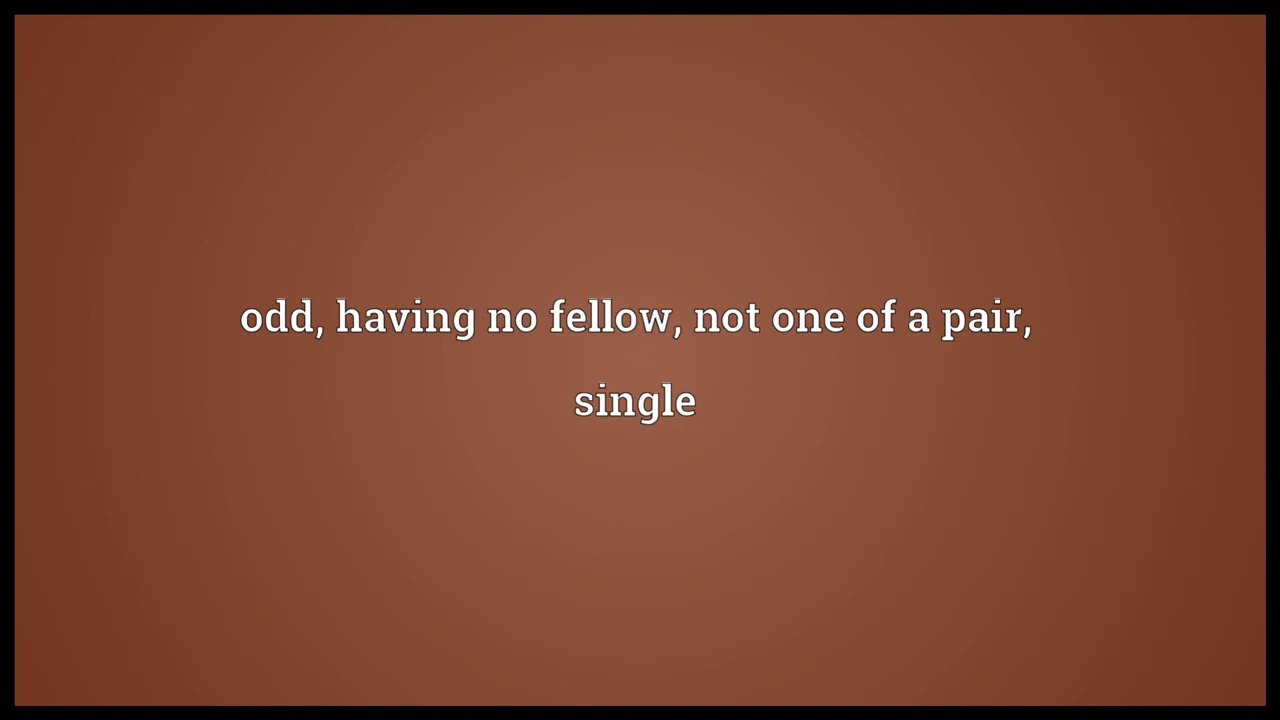 odd, having no fellow, not one of a pair,
single